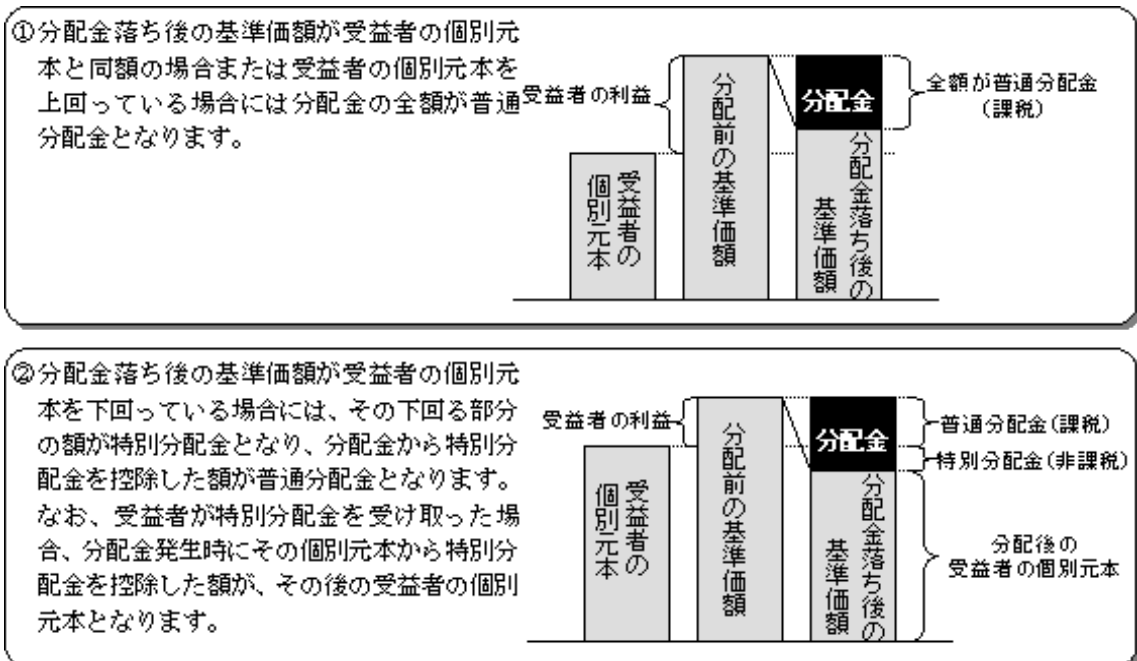 ①分配金落ち後の基準価額が受益者の個別元
本と同額の場合または受益者の個別元本を
上回っている場合には分配金の全額が普通
分配金となります。
受益者の利益
受益者の
個別元本
分配前の基準価額
分配金
分配金落ち後の
基準価額
全額が普通分配金
(課税)
②分配金落ち後の基準価額が受益者の個別元
本を下回っている場合には、その下回る部分
の額が特別分配金となり、分配金から特別分
配金を控除した額が普通分配金となります。
なお、受益者が特別分配金を受け取った場
合、分配金発生時にその個別元本から特別分
配金を控除した額が、その後の受益者の個別
元本となります。
受益者の利益
受益者の
個別元本
分配前の基準価額
分配金
分配金落ち後の
基準価額
普通分配金(課税)
特別分配金(非課税)
分配後の
受益者の個別元本